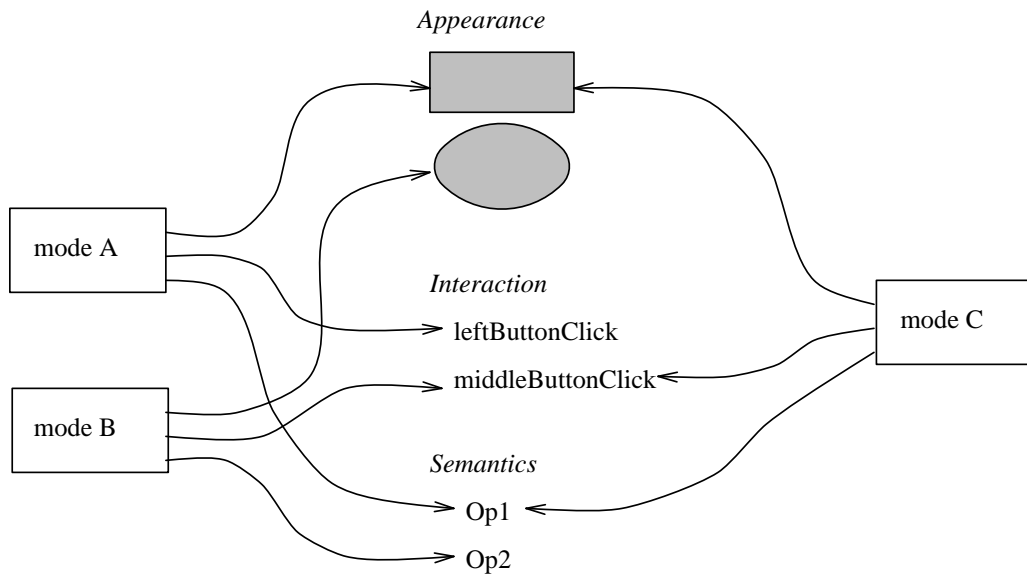 Appearance
mode A
Interaction
leftButtonClick
mode C
middleButtonClick
mode B
Semantics
Op1
Op2